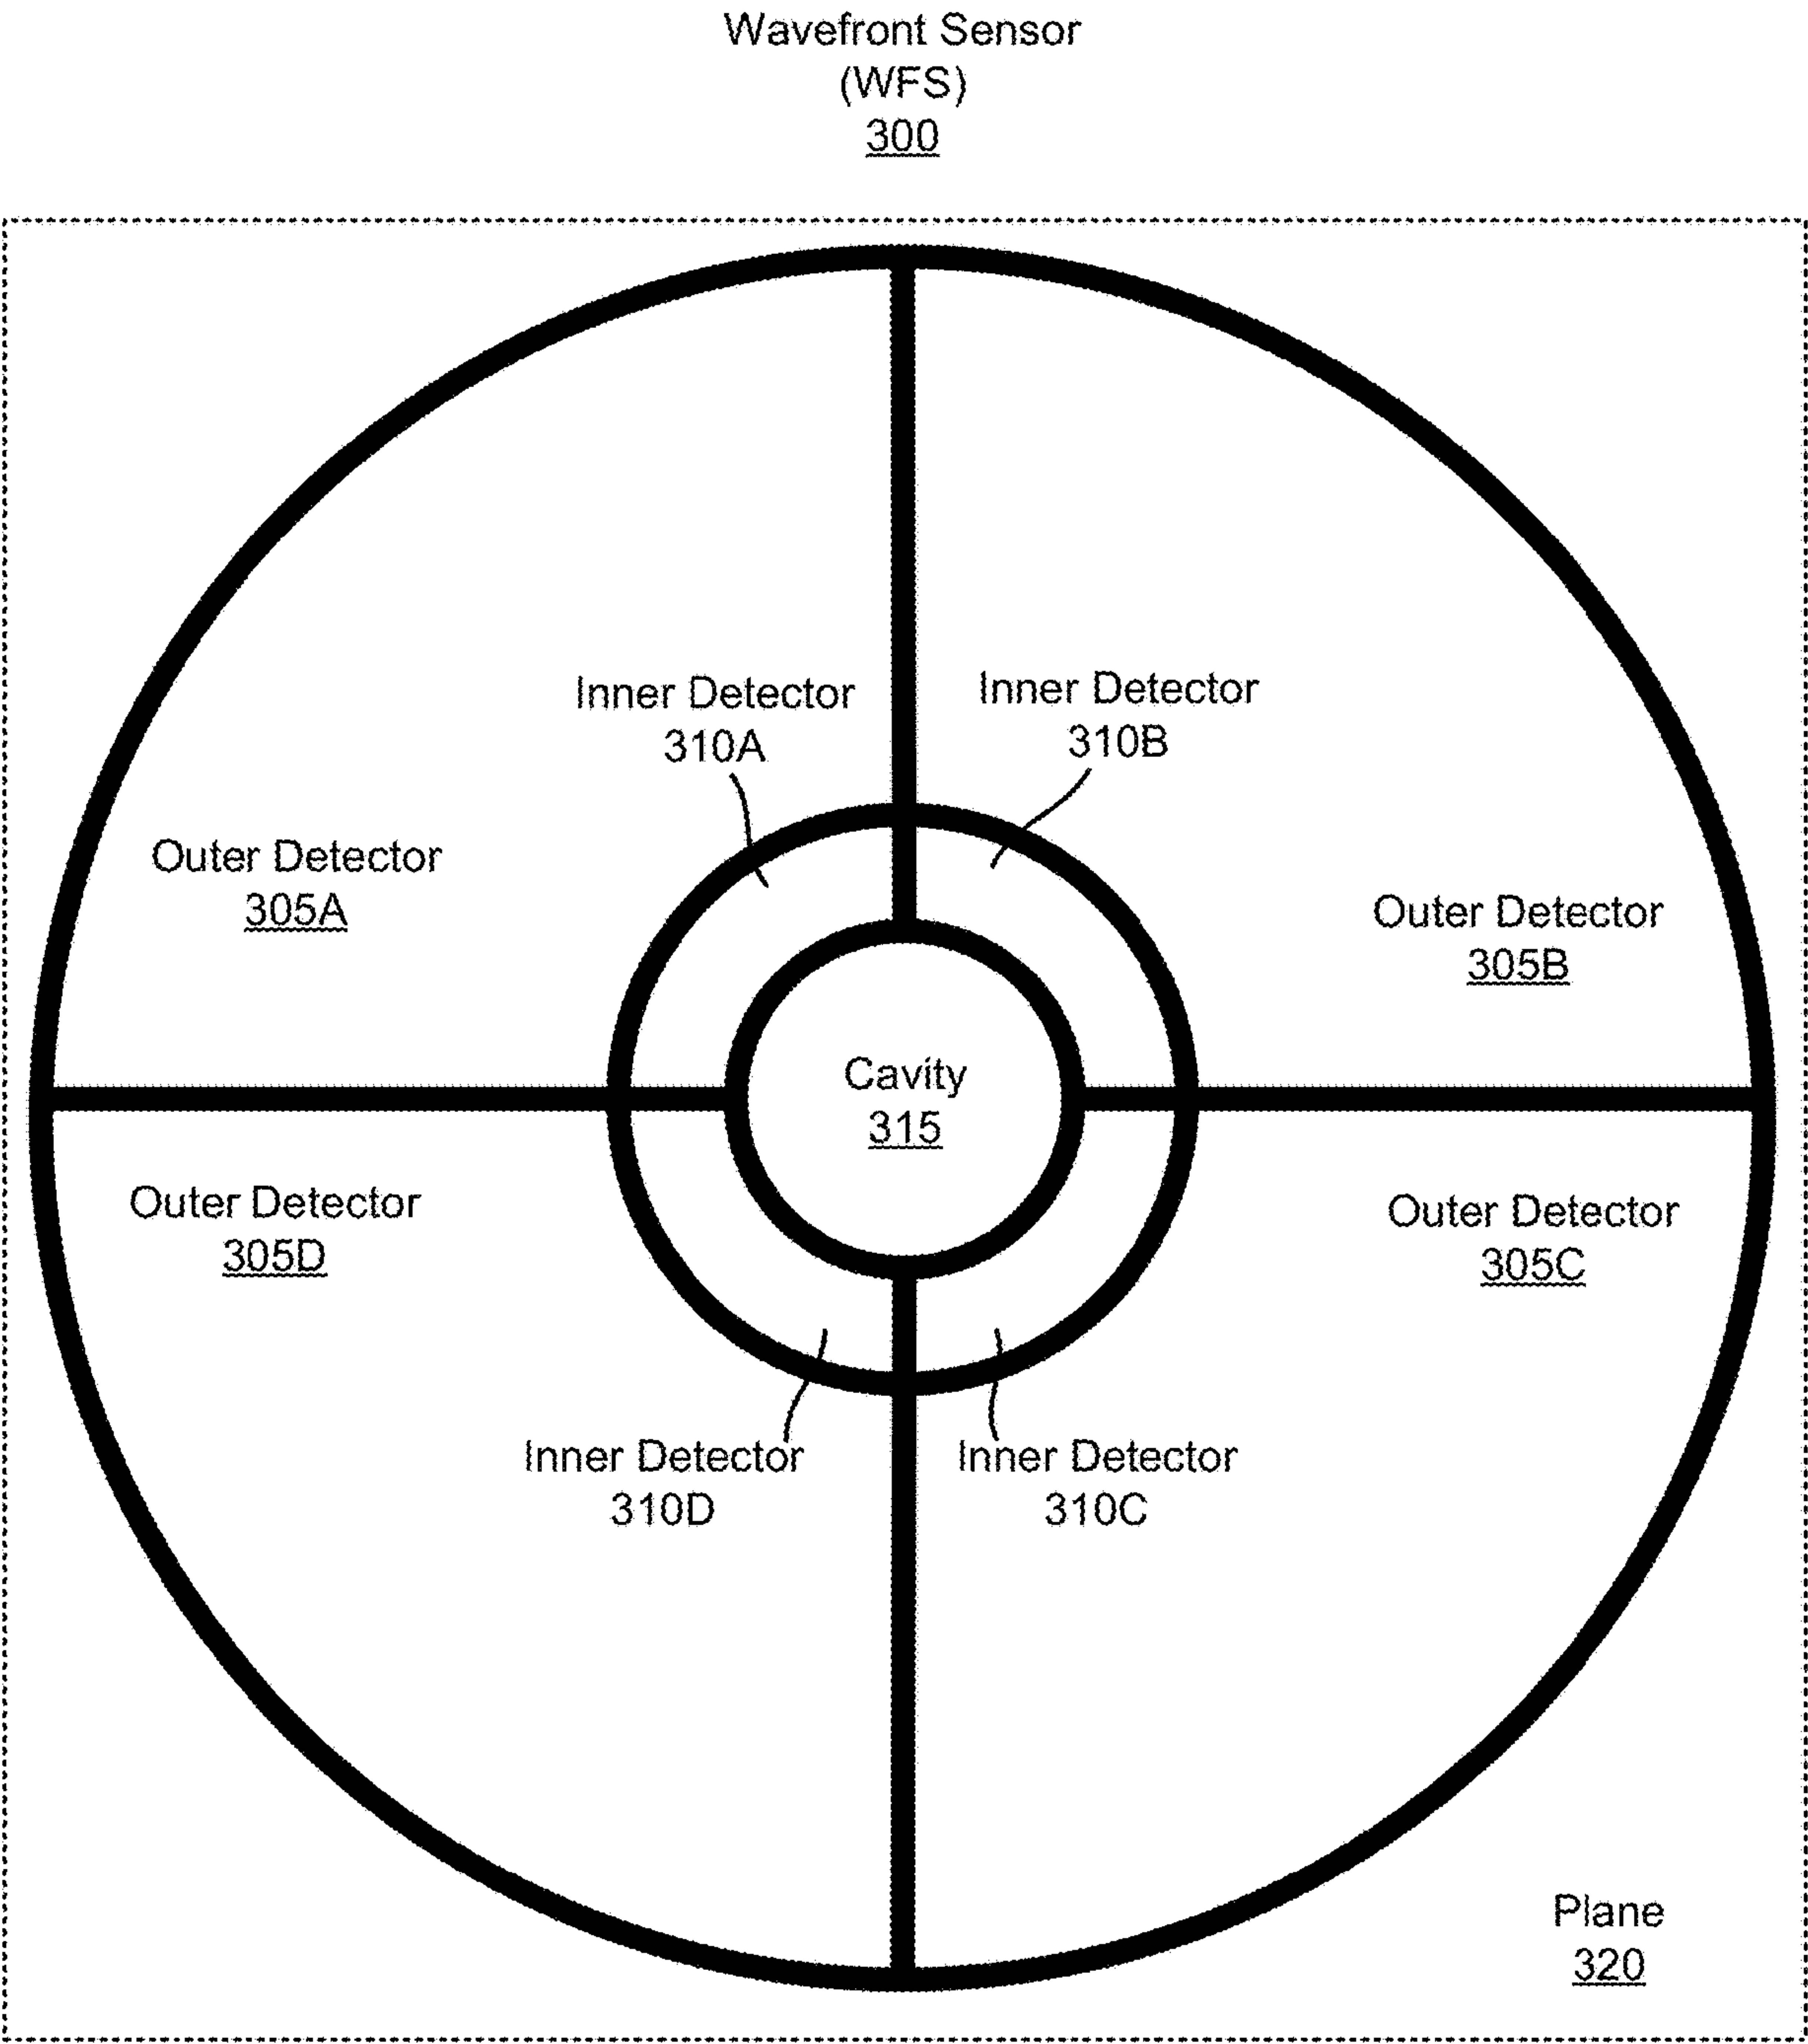 Wavefront Sensor
(WFS)
300
Inner Detector
310A
Inner Detector
310B
Outer Detector
305A
Outer Detector
305B
Cavity
315
Outer Detector
305D
Outer Detector
305C
Inner Detector
310D
Inner Detector
310C
Plane
320